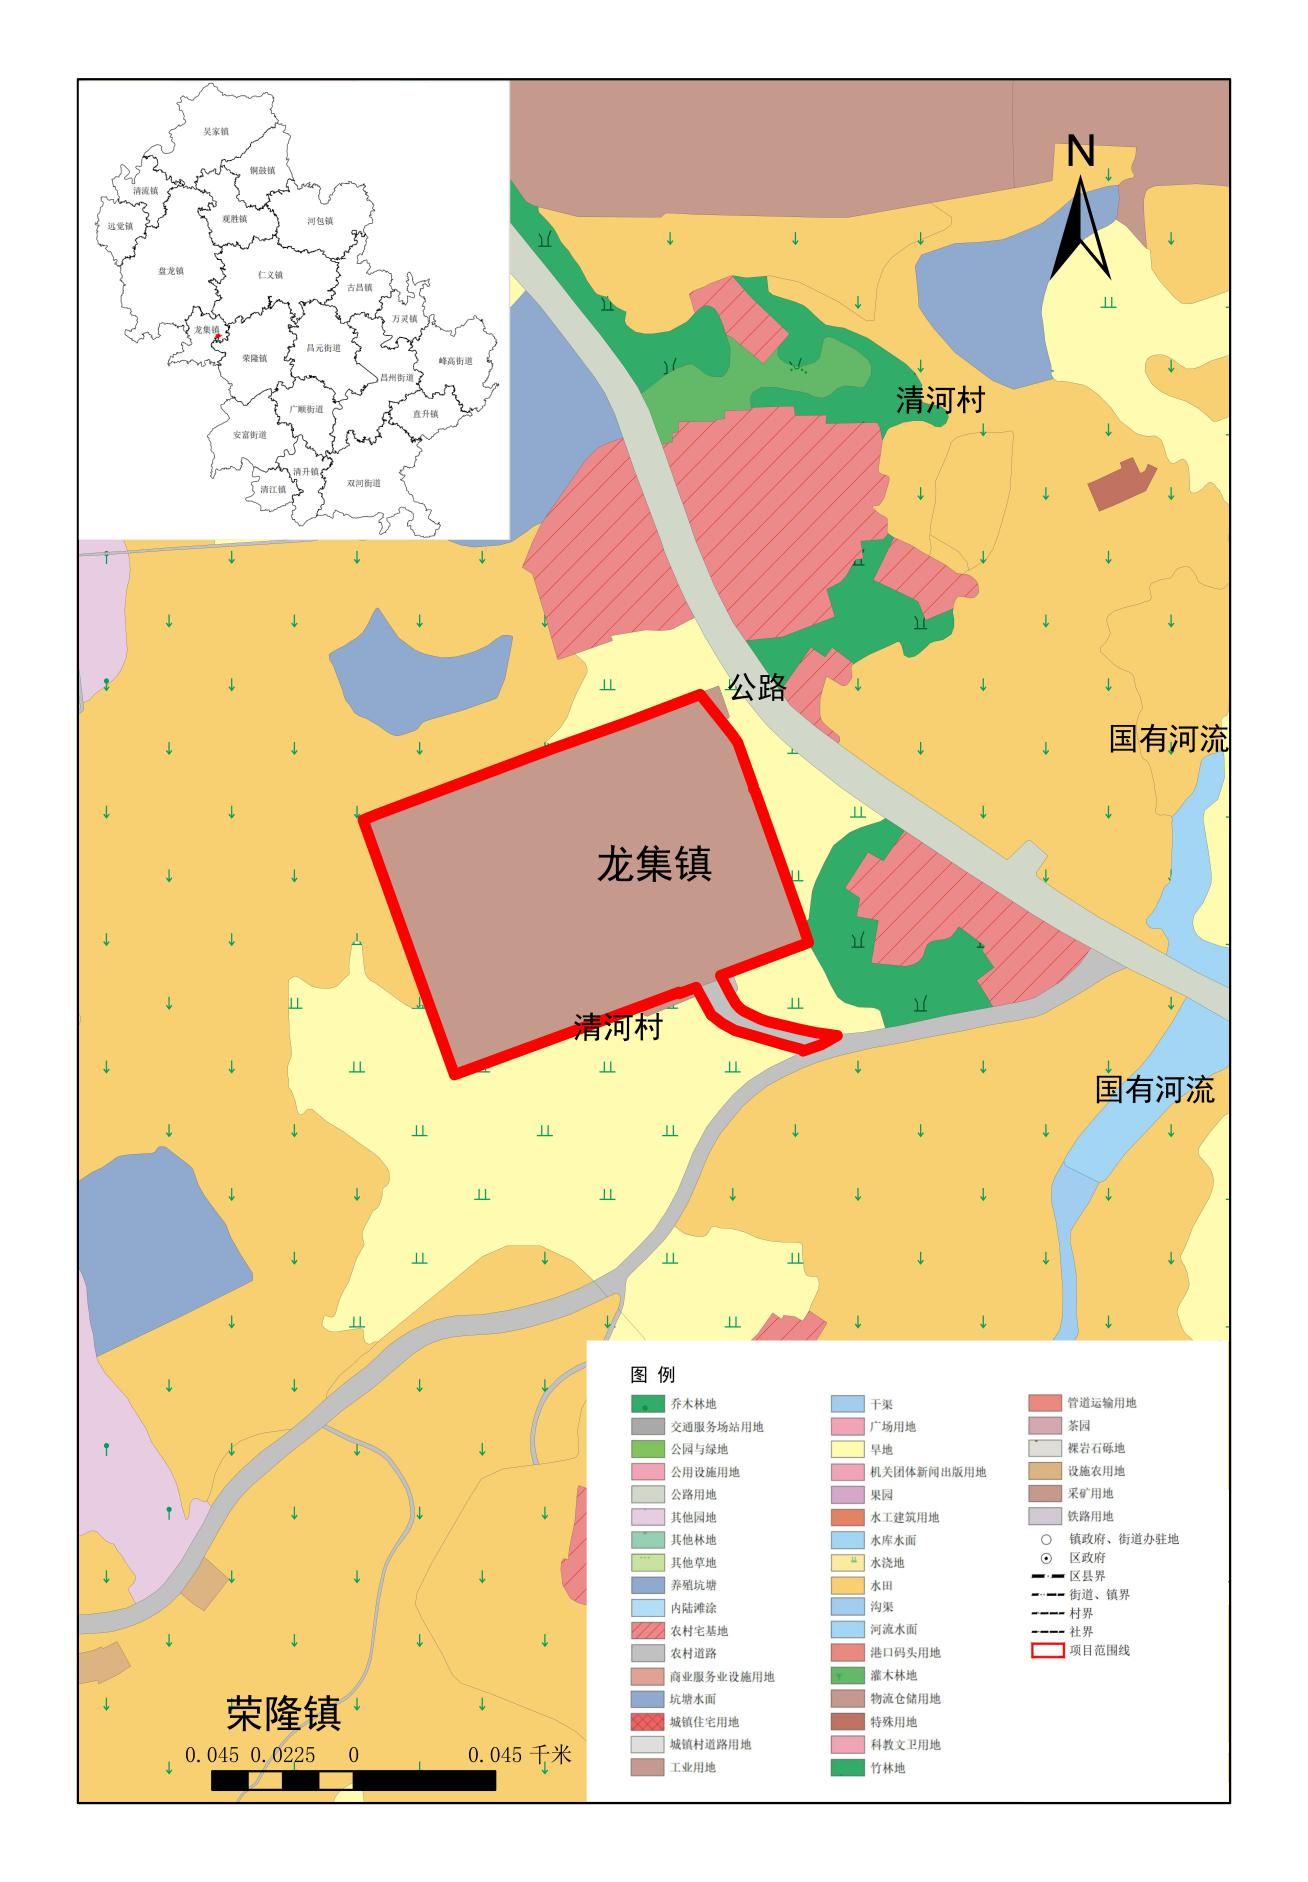 吴家镇
铜鼓镇
清流镇
观胜镇
河包镇
远觉镇
盘龙镇
仁义镇
古昌镇
龙集镇
万灵镇
荣隆镇
昌元街道
峰高街道
昌州街道
广顺街道
直升镇
安富街道
清升镇
清江镇
双河街道
N
清河村
公路
国有河流
龙集镇
清河村
国有河流
荣隆镇
0.045 0.0225 0 0.045 千米
图 例
乔木林地
交通服务场站用地
公园与绿地
公用设施用地
公路用地
其他园地
其他林地
其他草地
养殖坑塘
内陆滩涂
农村宅基地
农村道路
商业服务业设施用地
坑塘水面
城镇住宅用地
城镇村道路用地
工业用地
干渠
广场用地
旱地
机关团体新闻出版用地
果园
水工建筑用地
水库水面
水浇地
水田
沟渠
河流水面
港口码头用地
灌木林地
物流仓储用地
特殊用地
科教文卫用地
竹林地
管道运输用地
茶园
裸岩石砾地
设施农用地
采矿用地
铁路用地
镇政府、街道办驻地
区政府
区县界
街道、镇界
村界
社界
项目范围线